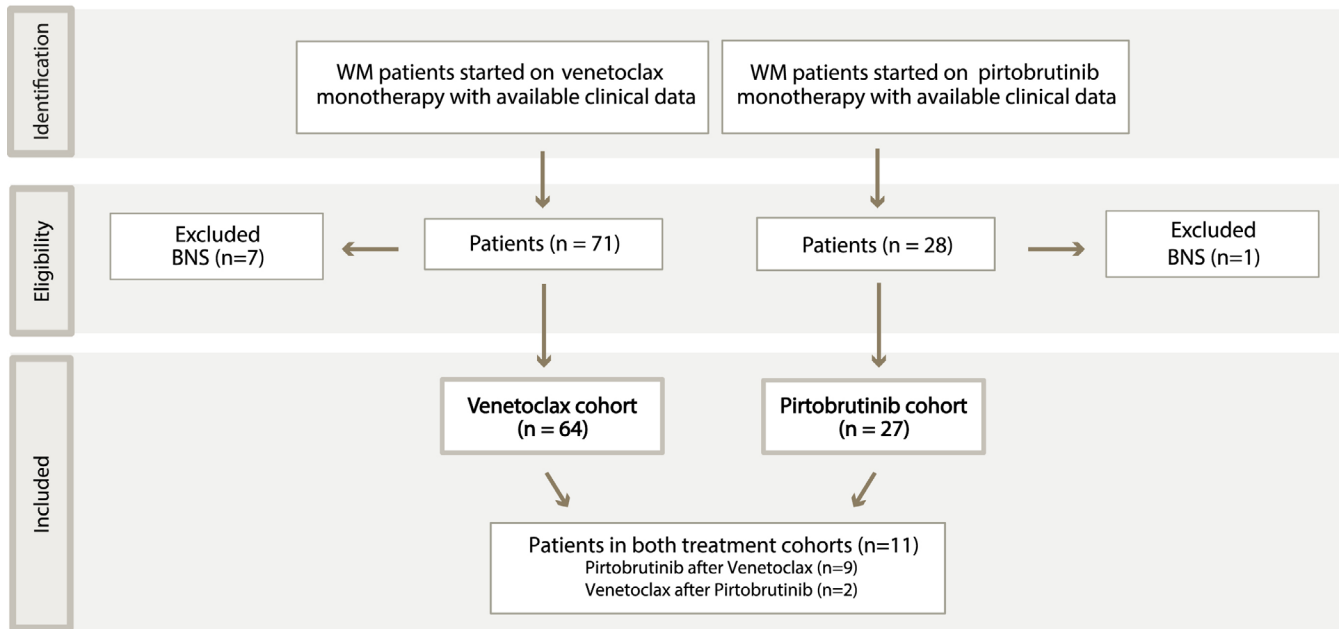 Identification
WM patients started on venetoclax
monotherapy with available clinical data
WM patients started on pirtobrutinib
monotherapy with available clinical data
Eligibility
Excluded
BNS (n=7)
Patients (n = 71)
Patients (n = 28)
Excluded
BNS (n=1)
Included
Venetoclax cohort
(n = 64)
Pirtobrutinib cohort
(n = 27)
Patients in both treatment cohorts (n=11)
Pirtobrutinib after Venetoclax (n=9)
Venetoclax after Pirtobrutinib (n=2)